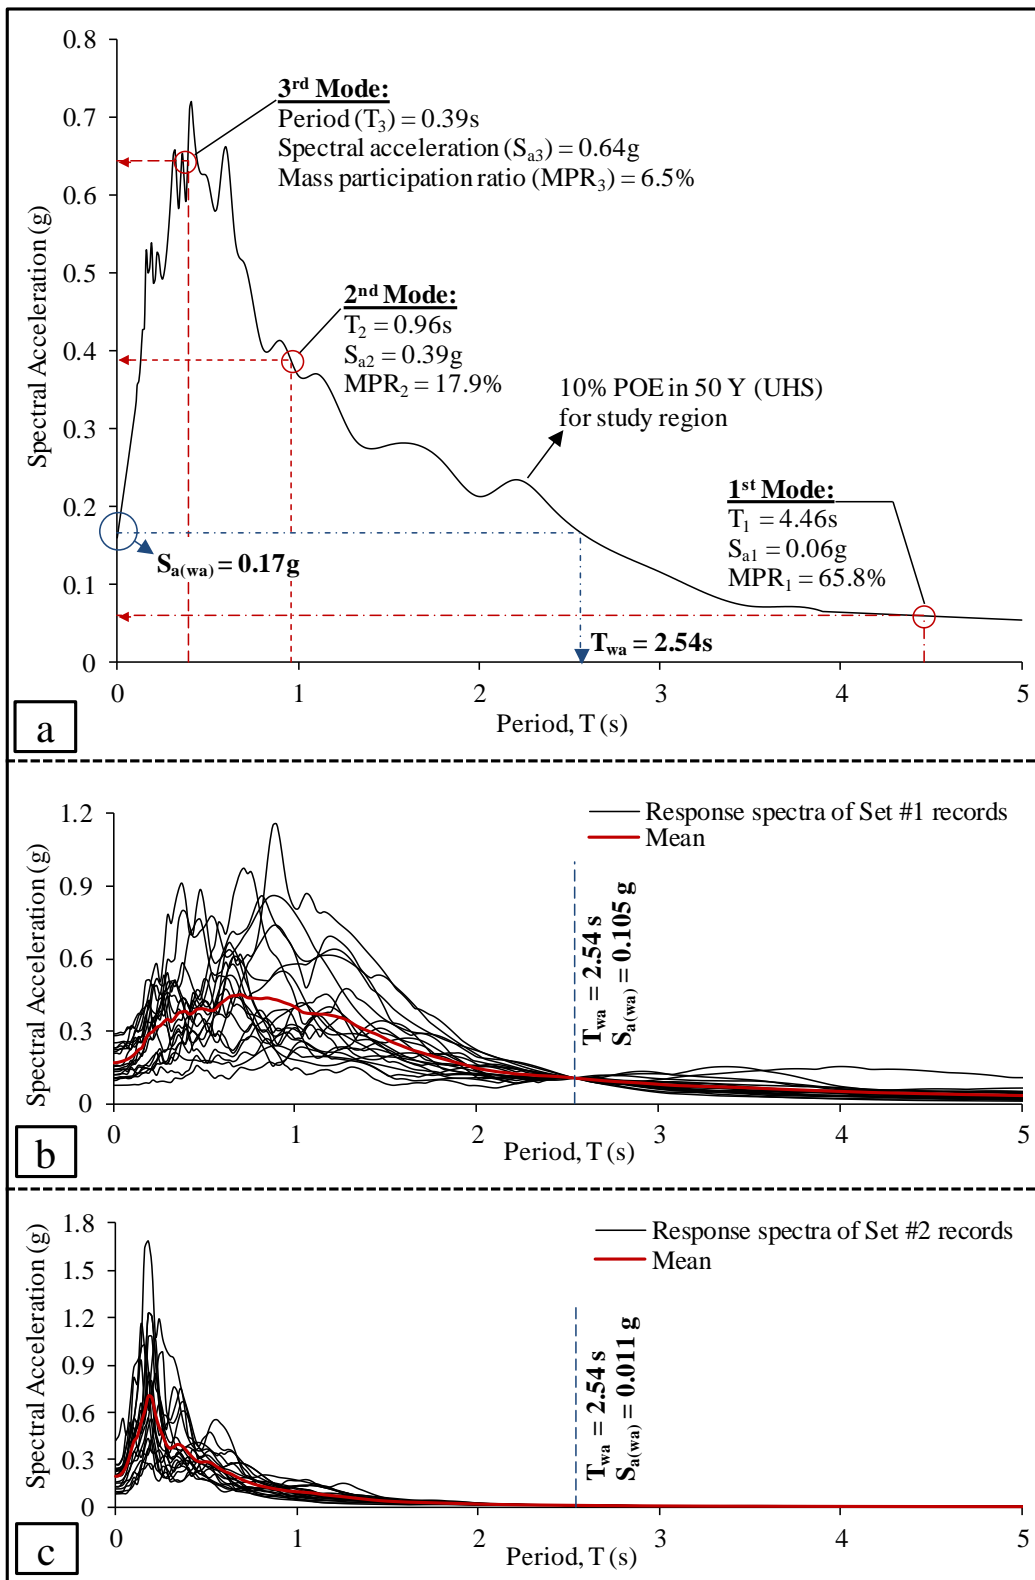 0.8
0.7
0.6
0.5
0.4
0.3
0.2
0.1
0
Spectral Acceleration (g)
3rd Mode:
Period (T3) = 0.39s
Spectral acceleration (Sa3) = 0.64g
Mass participation ratio (MPR3) = 6.5%
2nd Mode:
T2 = 0.96s
Sa2 = 0.39g
MPR2 = 17.9%
10% POE in 50 Y (UHS)
for study region
1st Mode:
T1 = 4.46s
Sa1 = 0.06g
MPR1 = 65.8%
Sa(wa) = 0.17g
Twa = 2.54s
0 1 2 3 4 5
Period, T (s)
a
1.2
0.9
0.6
0.3
0
Spectral Acceleration (g)
Response spectra of Set #1 records
Mean
Twa = 2.54 s
Sa(wa) = 0.105 g
0 1 2 3 4 5
Period, T (s)
b
1.8
1.5
1.2
0.9
0.6
0.3
0
Spectral Acceleration (g)
Response spectra of Set #2 records
Mean
Twa = 2.54 s
Sa(wa) = 0.011 g
0 1 2 3 4 5
Period, T (s)
c